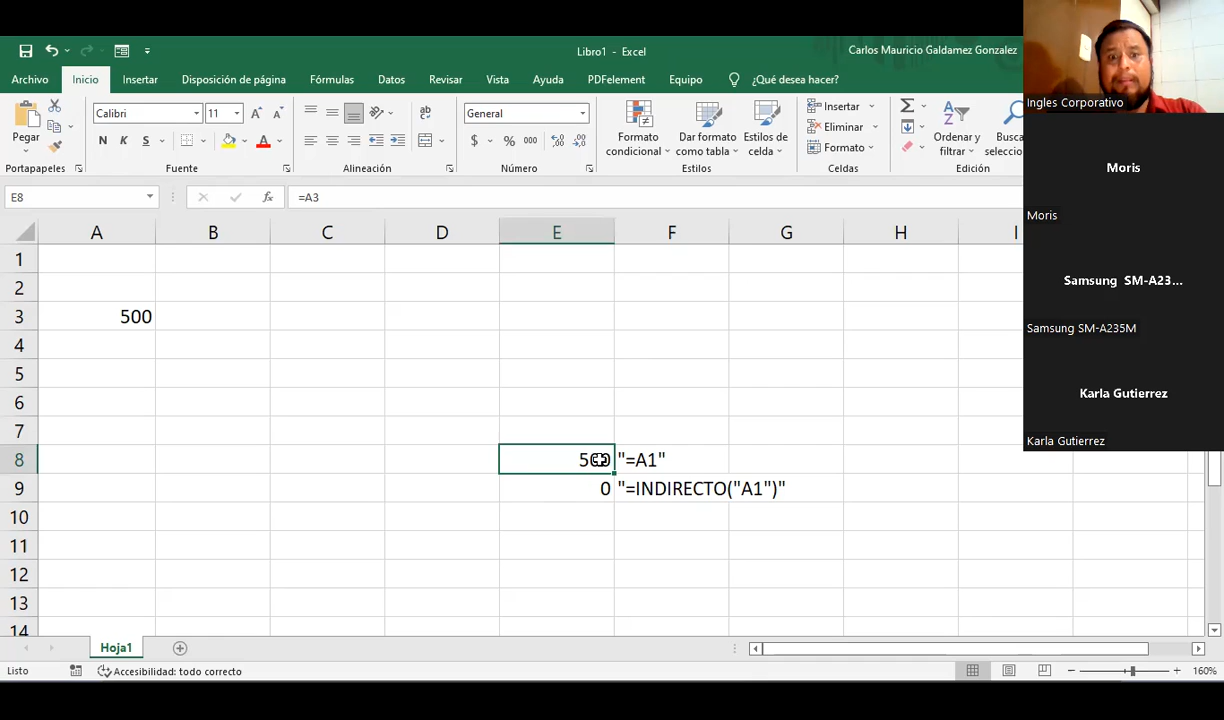 Libro1 - Excel
Carlos Mauricio Galdamez Gonzalez
Archivo Inicio Insertar Disposición de página Fórmulas Datos Revisar Vista Ayuda PDFelement Equipo ¿Qué desea hacer?
Pegar
Calibri 11
N K S
General
$ % 000
Formato condicional
Dar formato como tabla
Estilos de celda
Insertar
Eliminar
Formato
Ordenar y filtrar
Portapapeles Fuente Alineación Número Estilos Celdas Edición
E8 fx =A3
A B C D E F G H I
1
2
3 500
4
5
6
7
8 500 "=A1"
9 0 "=INDIRECTO("A1")"
10
11
12
13
14
Hoja1
Listo Accesibilidad: todo correcto 160%
Ingles Corporativo
Moris
Moris
Samsung SM-A23...
Samsung SM-A235M
Karla Gutierrez
Karla Gutierrez